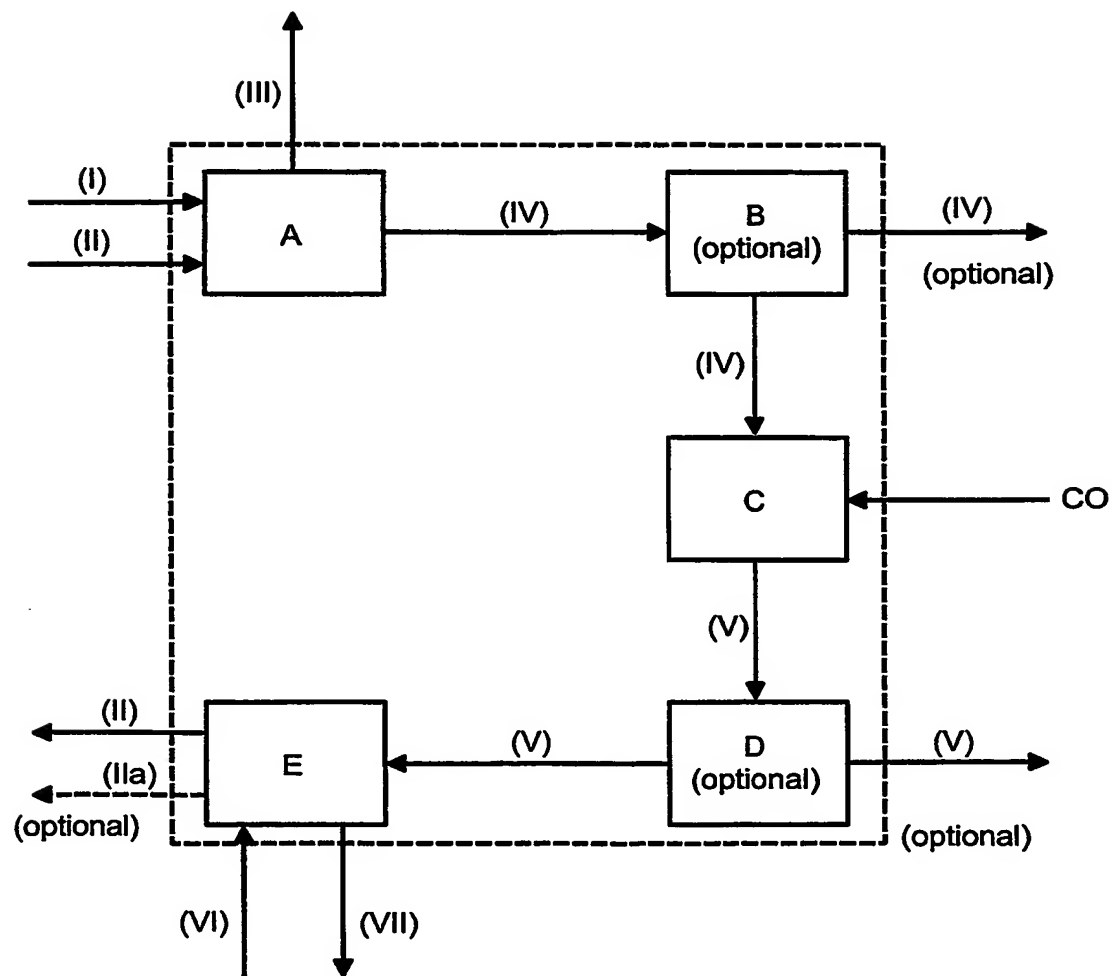 (III)
(I)
(II)
A
(IV)
B
(optional)
(IV)
(optional)
(IV)
C
CO
(V)
(II)
(IIa)
(optional)
E
(V)
D
(optional)
(V)
(optional)
(VI)
(VII)